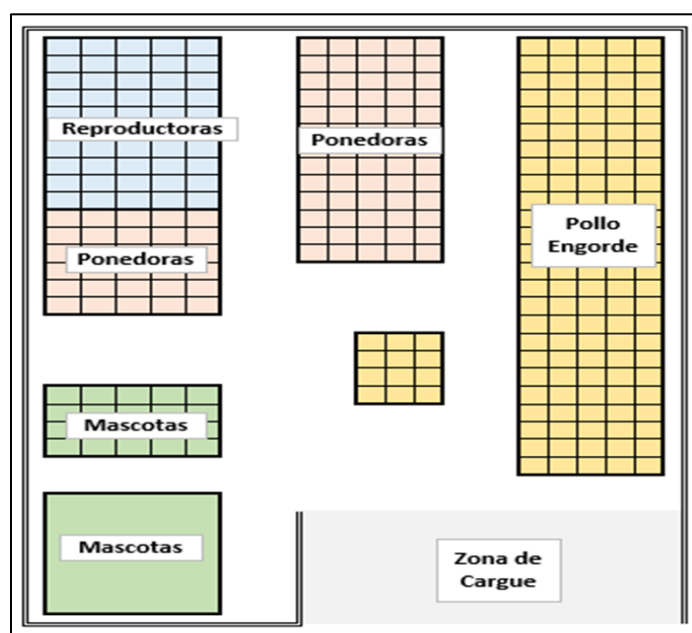 Reproductoras
Ponedoras
Pollo
Engorde
Ponedoras
Mascotas
Mascotas
Zona de
Cargue